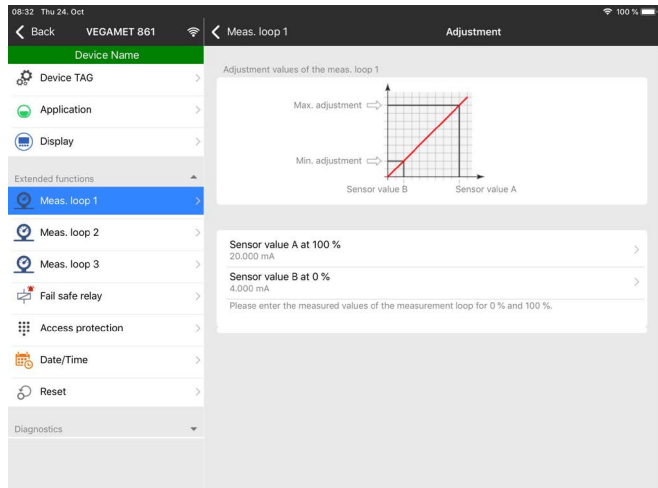 08:32 Thu 24. Oct
100 %
Back
VEGAMET 861
Device Name
Device TAG
Application
Display
Extended functions
Meas. loop 1
Meas. loop 2
Meas. loop 3
Fail safe relay
Access protection
Date/Time
Reset
Diagnostics
Meas. loop 1
Adjustment
Adjustment values of the meas. loop 1
Max. adjustment
Min. adjustment
Sensor value B
Sensor value A
Sensor value A at 100 %
20.000 mA
Sensor value B at 0 %
4.000 mA
Please enter the measured values of the measurement loop for 0 % and 100 %.